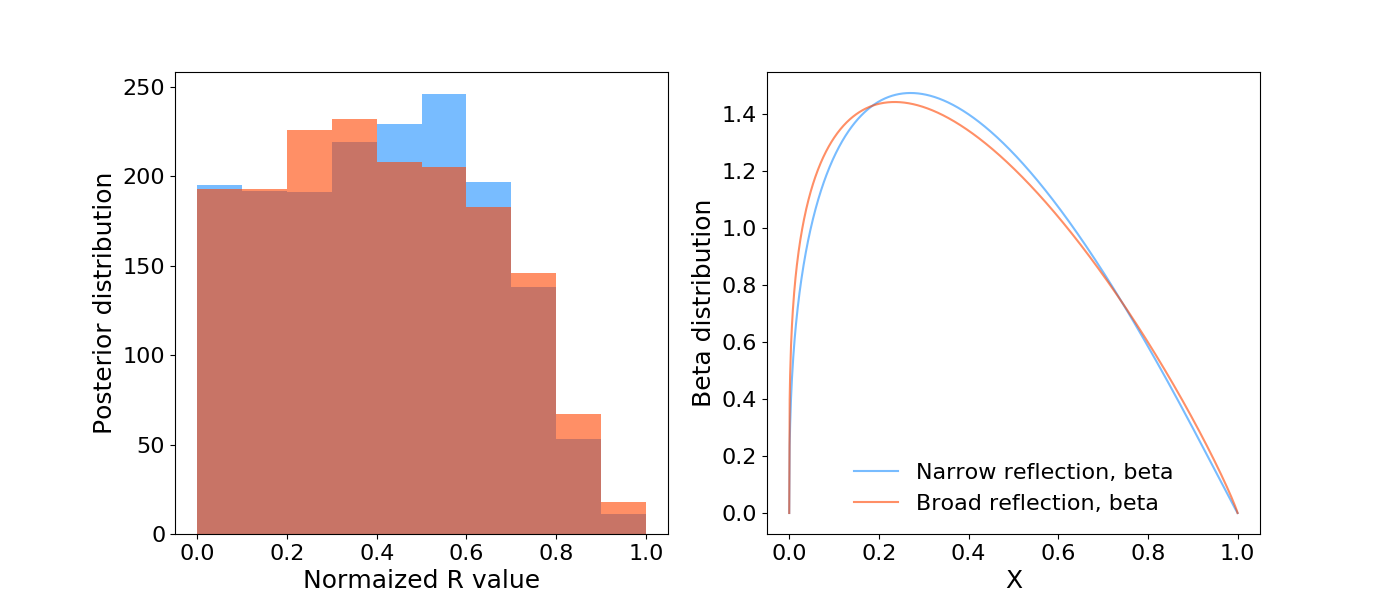 Posterior distribution
250
200
150
100
50
0
0.0 0.2 0.4 0.6 0.8 1.0
Normaized R value
Beta distribution
1.4
1.2
1.0
0.8
0.6
0.4
0.2
0.0
Narrow reflection, beta
Broad reflection, beta
0.0 0.2 0.4 0.6 0.8 1.0
X